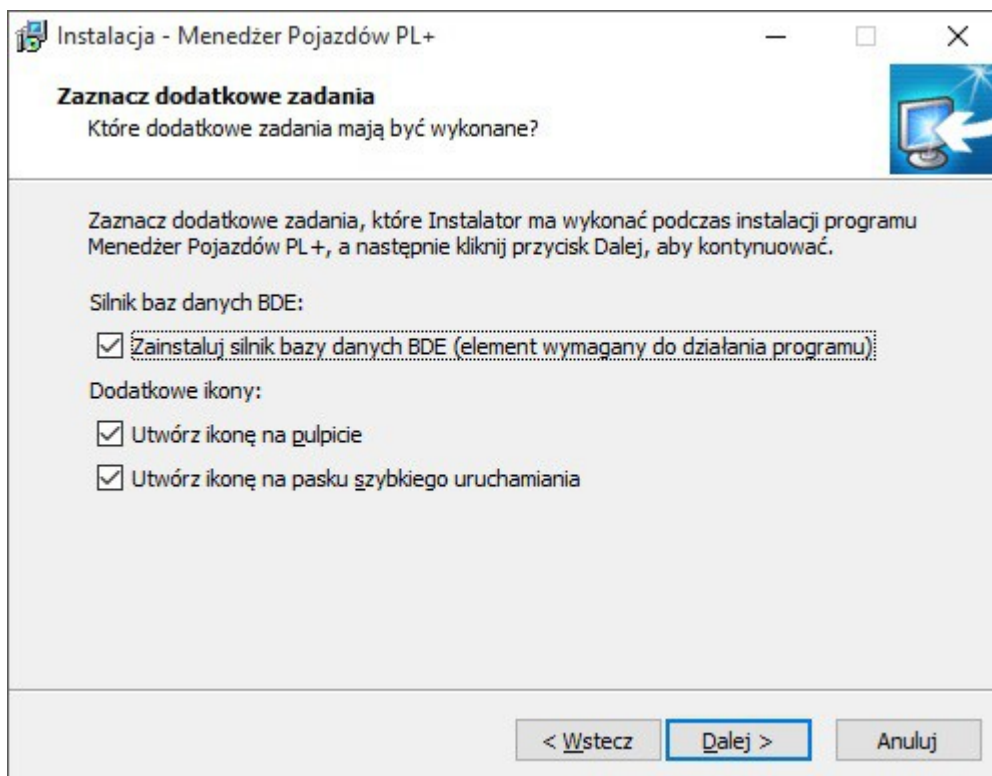 Instalacja - Menedżer Pojazdów PL+
Zaznacz dodatkowe zadania
Które dodatkowe zadania mają być wykonane?
Zaznacz dodatkowe zadania, które Instalator ma wykonać podczas instalacji programu
Menedżer Pojazdów PL+, a następnie kliknij przycisk Dalej, aby kontynuować.
Silnik baz danych BDE:
Zainstaluj silnik bazy danych BDE (element wymagany do działania programu)
Dodatkowe ikony:
Utwórz ikonę na pulpicie
Utwórz ikonę na pasku szybkiego uruchamiania
< Wstecz
Dalej >
Anuluj